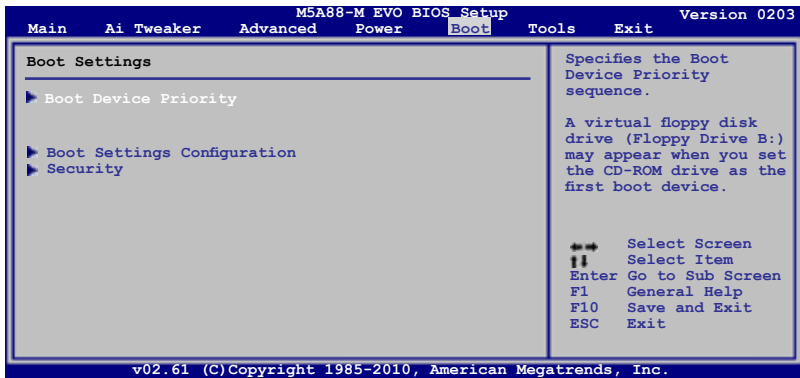 M5A88-M EVO BIOS Setup
Version 0203
Main Ai Tweaker Advanced Power Boot Tools Exit
Boot Settings
Boot Device Priority
Boot Settings Configuration
Security
Specifies the Boot
Device Priority
sequence.
A virtual floppy disk
drive (Floppy Drive B:)
may appear when you set
the CD-ROM drive as the
first boot device.
←→ Select Screen
↑↓ Select Item
Enter Go to Sub Screen
F1 General Help
F10 Save and Exit
ESC Exit
v02.61 (C)Copyright 1985-2010, American Megatrends, Inc.